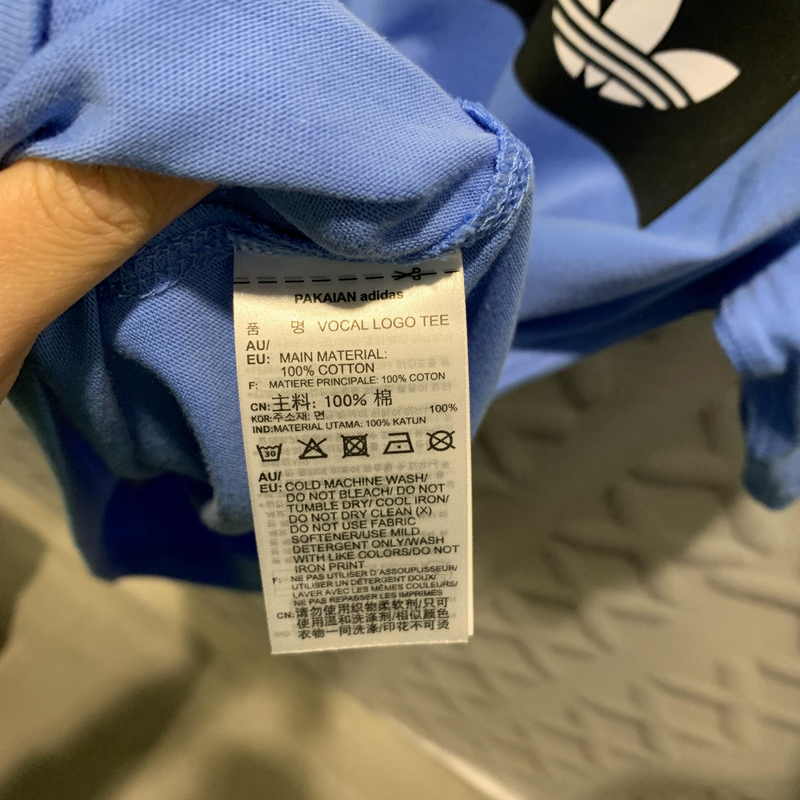 PAKAIAN adidas
품 명 VOCAL LOGO TEE
AU/
EU: MAIN MATERIAL:
100% COTTON
F: MATIERE PRINCIPALE: 100% COTON
CN: 主料: 100% 棉
KOR:주소재: 면 100%
IND:MATERIAL UTAMA: 100% KATUN
30
AU/
EU: COLD MACHINE WASH/
DO NOT BLEACH/ DO NOT
TUMBLE DRY/ COOL IRON/
DO NOT DRY CLEAN (X)
DO NOT USE FABRIC
SOFTENER/USE MILD
DETERGENT ONLY/WASH
WITH LIKE COLORS/DO NOT
IRON PRINT
F: NE PAS UTILISER D'ASSOUPLISSEUR/
UTILISER UN DÉTERGENT DOUX/
LAVER AVEC LES MÊMES COULEURS/
NE PAS REPASSER LES IMPRIMÉS
CN: 请勿使用织物柔软剂/只可
使用温和洗涤剂/相似颜色
衣物一同洗涤/印花不可烫